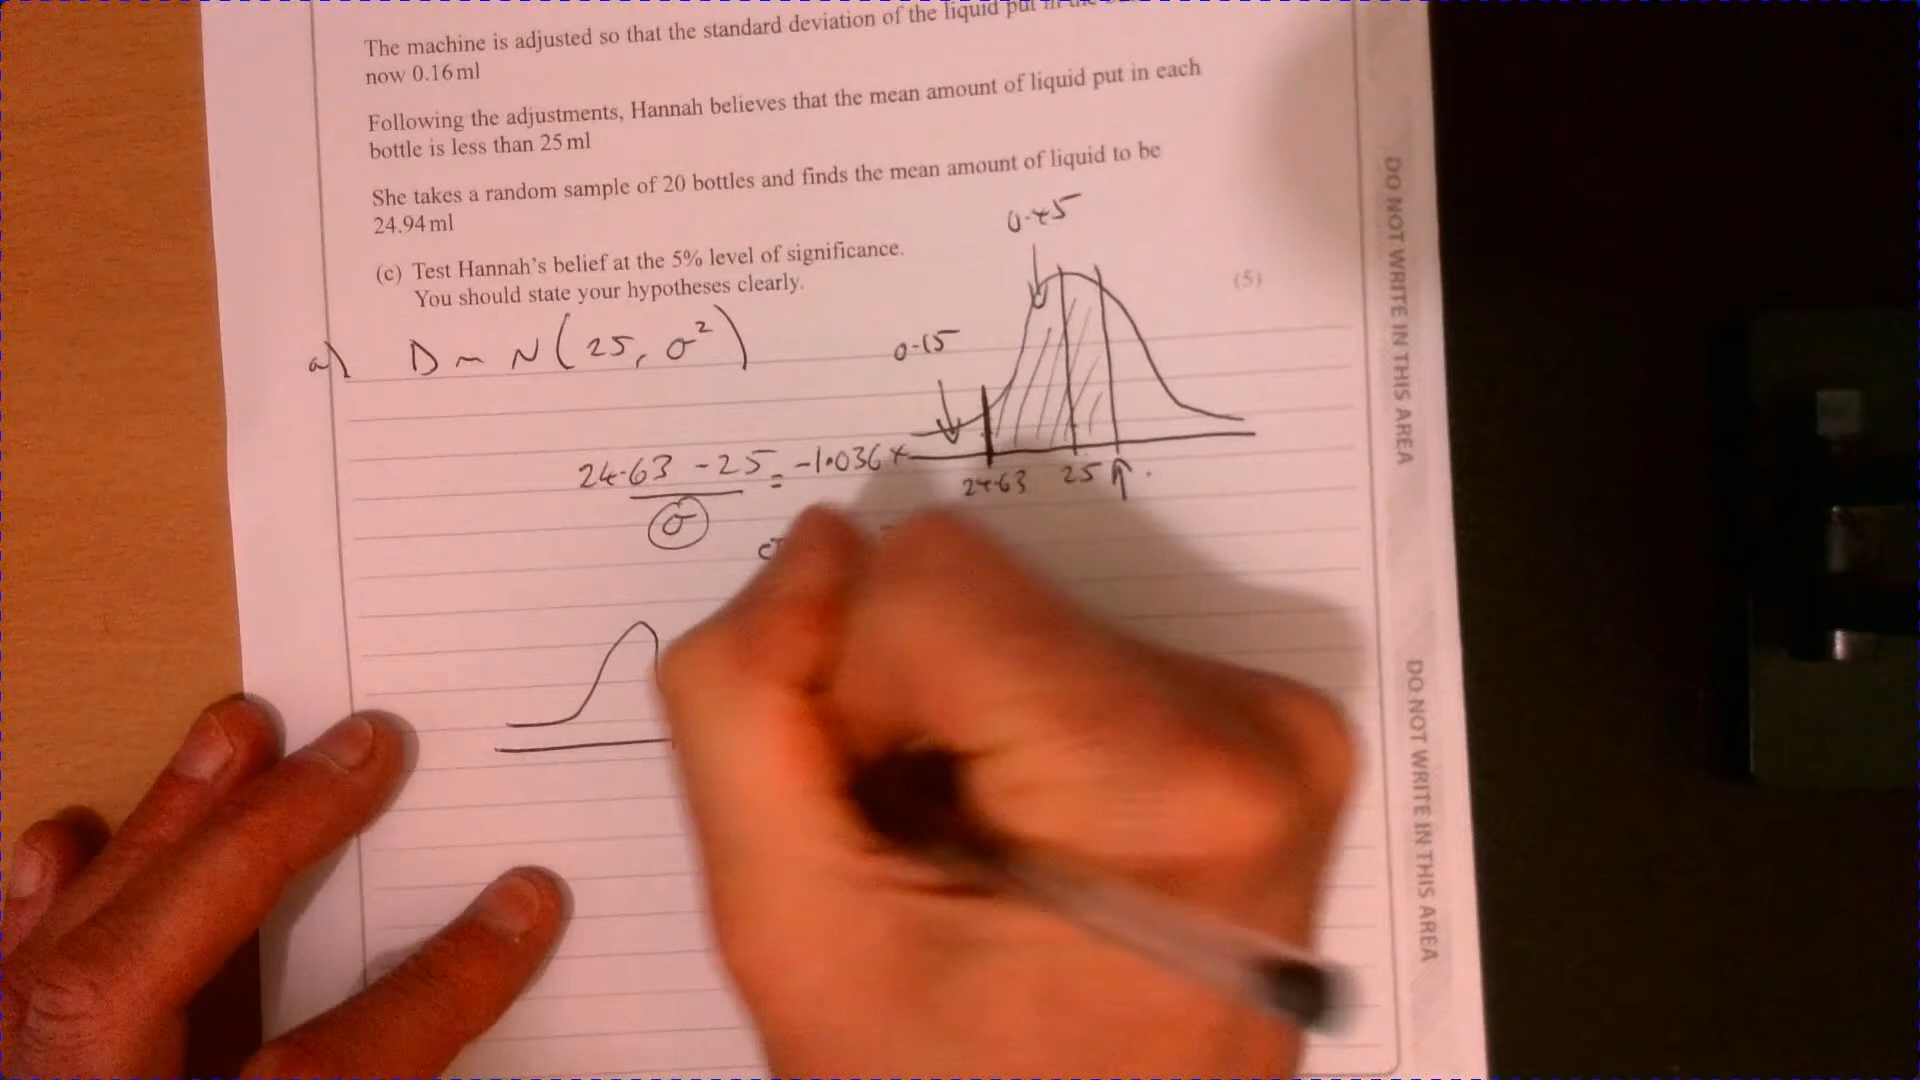 The machine is adjusted so that the standard deviation of the liquid put in the
now 0.16 ml
Following the adjustments, Hannah believes that the mean amount of liquid put in each
bottle is less than 25 ml
She takes a random sample of 20 bottles and finds the mean amount of liquid to be
24.94 ml
(c) Test Hannah's belief at the 5% level of significance.
You should state your hypotheses clearly.
(5)
a) D ~ N(25, σ²)
0.45
0.15
24.63 - 25 = -1.036
σ
24.63 25
DO NOT WRITE IN THIS AREA
DO NOT WRITE IN THIS AREA